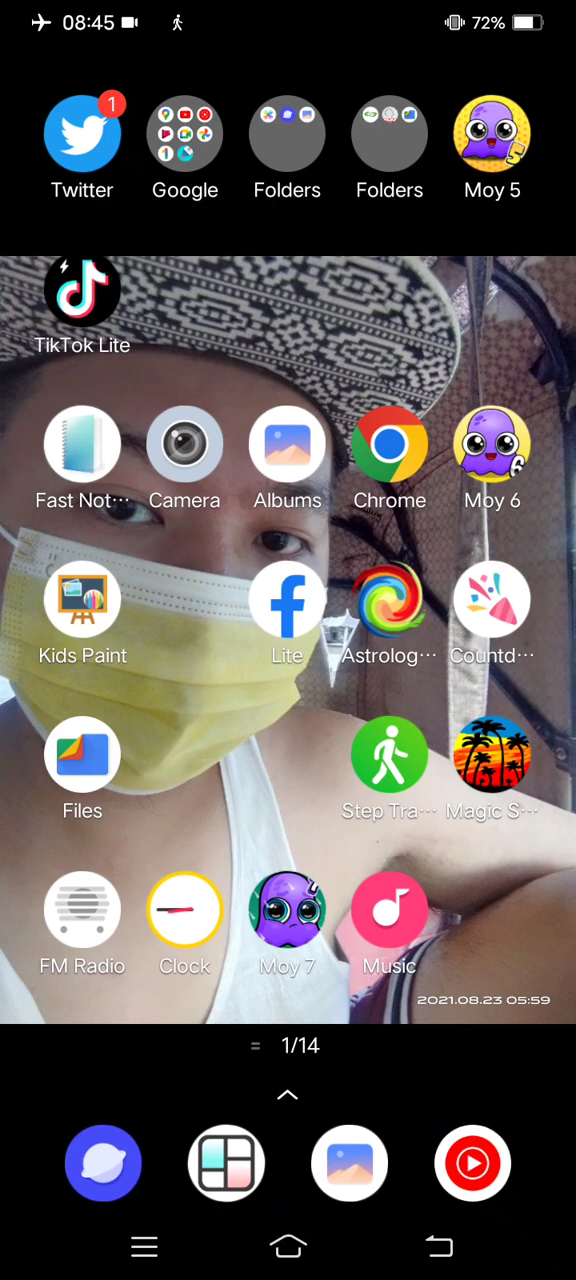 08:45
72%
1
Twitter
Google
Folders
Folders
Moy 5
TikTok Lite
Fast Not···
Camera
Albums
Chrome
Moy 6
Kids Paint
Lite
Astrolog···
Countd···
Files
Step Tra···
Magic S···
FM Radio
Clock
Moy 7
Music
2021.08.23 05:59
1/14